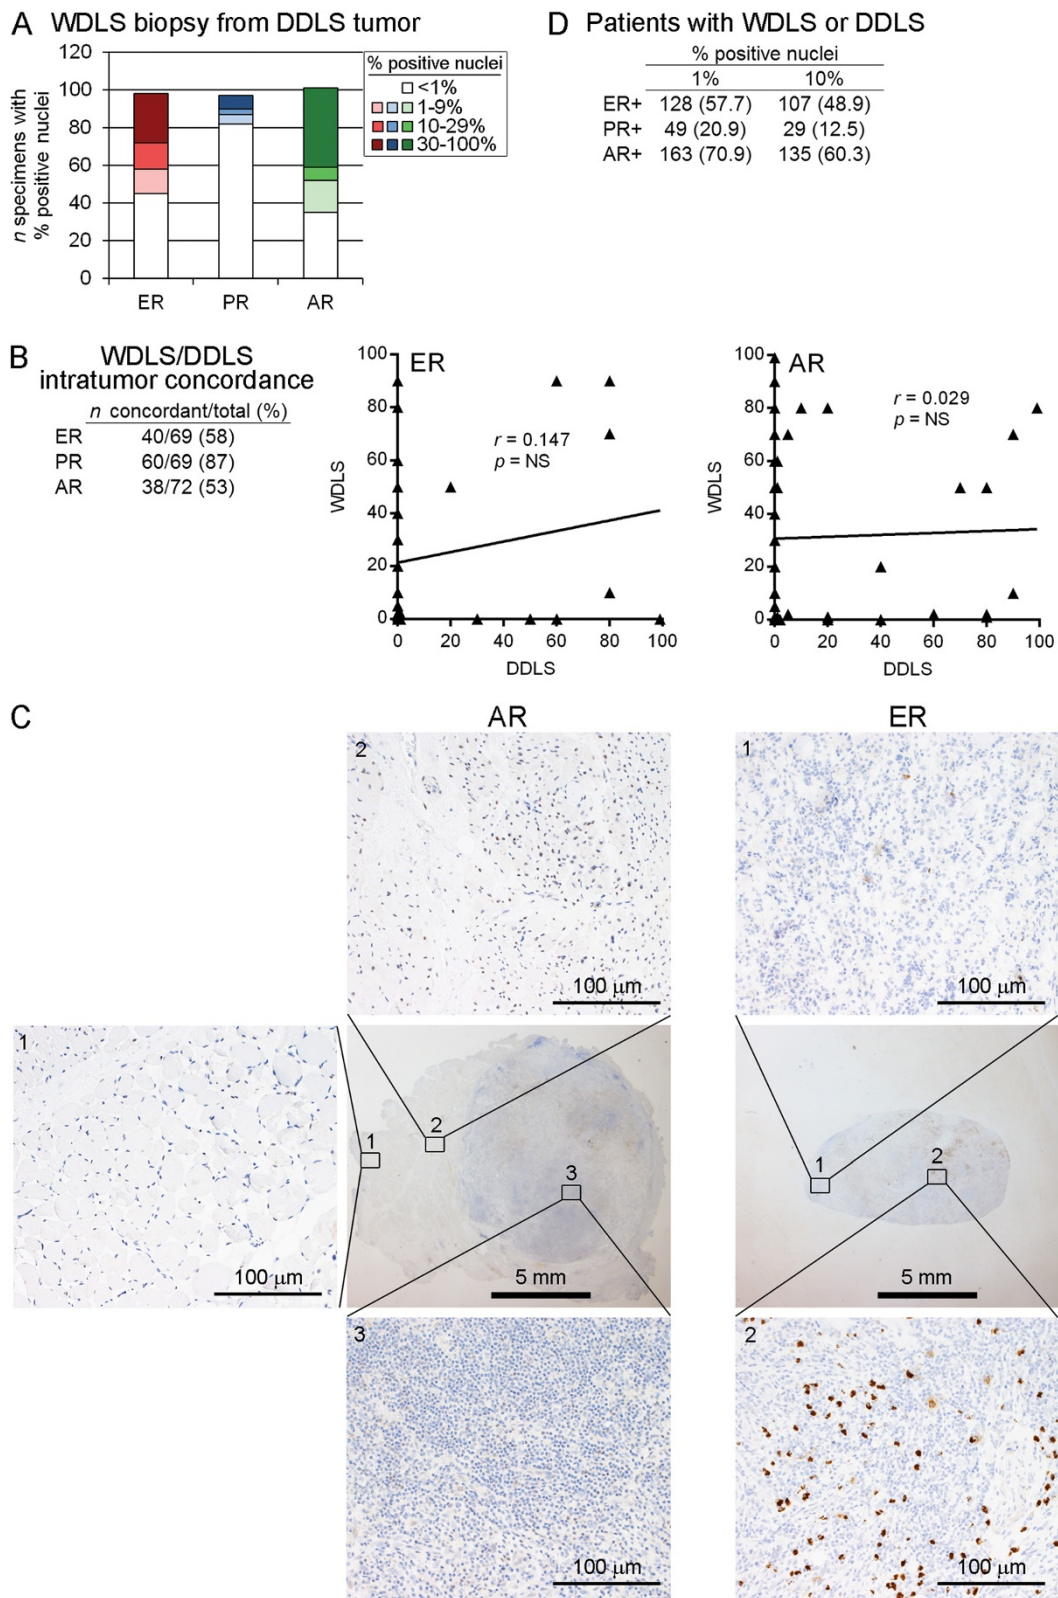 A WDLS biopsy from DDLS tumor
120
100
80
60
40
20
0
n specimens with
% positive nuclei
ER PR AR
% positive nuclei
<1%
1-9%
10-29%
30-100%
D Patients with WDLS or DDLS
% positive nuclei
1% 10%
ER+ 128 (57.7) 107 (48.9)
PR+ 49 (20.9) 29 (12.5)
AR+ 163 (70.9) 135 (60.3)
B WDLS/DDLS
intratumor concordance
n concordant/total (%)
ER 40/69 (58)
PR 60/69 (87)
AR 38/72 (53)
ER
100
80
60
40
20
0
WDLS
r = 0.147
p = NS
0 20 40 60 80 100
DDLS
AR
100
80
60
40
20
0
WDLS
r = 0.029
p = NS
0 20 40 60 80 100
DDLS
C
AR
2
100 µm
1
100 µm
1
2
3
5 mm
3
100 µm
ER
1
100 µm
1
2
5 mm
2
100 µm